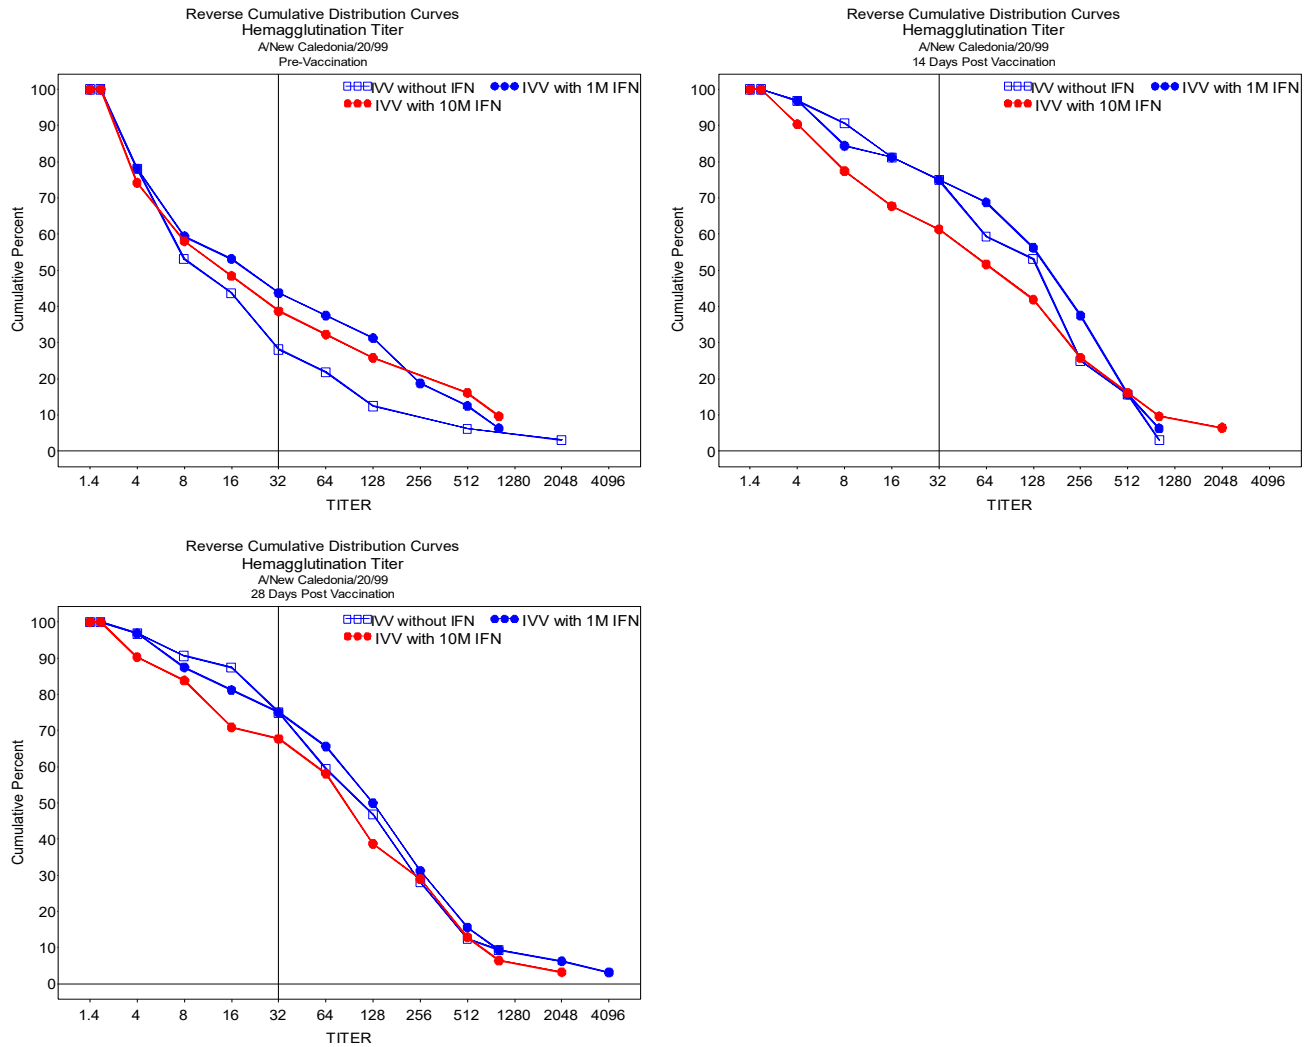 Reverse Cumulative Distribution Curves
Hemagglutination Titer
A/New Caledonia/20/99
Pre-Vaccination
IVV without IFN
IVV with 1M IFN
IVV with 10M IFN
100
90
80
70
60
50
40
30
20
10
0
Cumulative Percent
1.4 4 8 16 32 64 128 256 512 1280 2048 4096
TITER
Reverse Cumulative Distribution Curves
Hemagglutination Titer
A/New Caledonia/20/99
14 Days Post Vaccination
IVV without IFN
IVV with 1M IFN
IVV with 10M IFN
100
90
80
70
60
50
40
30
20
10
0
Cumulative Percent
1.4 4 8 16 32 64 128 256 512 1280 2048 4096
TITER
Reverse Cumulative Distribution Curves
Hemagglutination Titer
A/New Caledonia/20/99
28 Days Post Vaccination
IVV without IFN
IVV with 1M IFN
IVV with 10M IFN
100
90
80
70
60
50
40
30
20
10
0
Cumulative Percent
1.4 4 8 16 32 64 128 256 512 1280 2048 4096
TITER